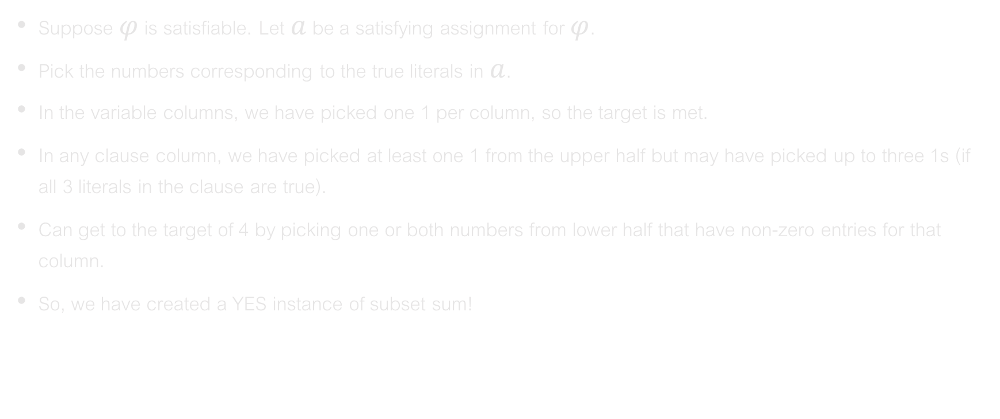 • Suppose φ is satisfiable. Let a be a satisfying assignment for φ.
• Pick the numbers corresponding to the true literals in a.
• In the variable columns, we have picked one 1 per column, so the target is met.
• In any clause column, we have picked at least one 1 from the upper half but may have picked up to three 1s (if
all 3 literals in the clause are true).
• Can get to the target of 4 by picking one or both numbers from lower half that have non-zero entries for that
column.
• So, we have created a YES instance of subset sum!